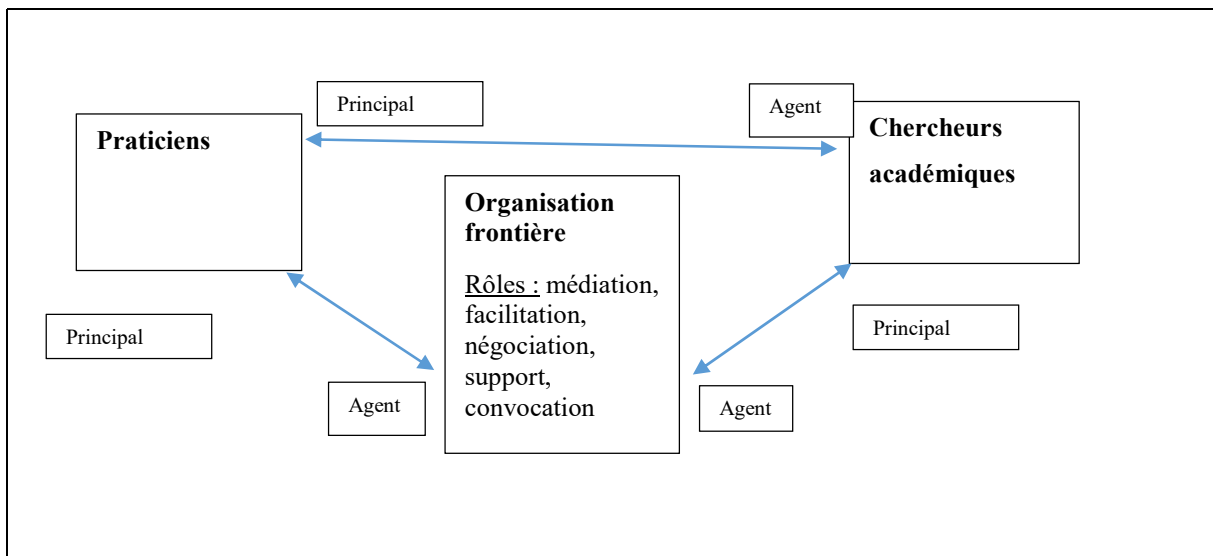 Principal
Agent
Praticiens
Chercheurs
académiques
Organisation
frontière
Rôles : médiation,
facilitation,
négociation,
support,
convocation
Principal
Principal
Agent
Agent